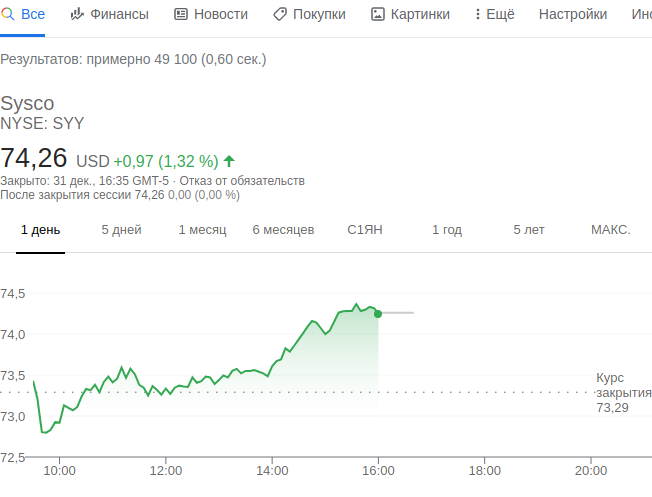 Все Финансы Новости Покупки Картинки Ещё Настройки Инс
Результатов: примерно 49 100 (0,60 сек.)
Sysco
NYSE: SYY
74,26 USD +0,97 (1,32 %)
Закрыто: 31 дек., 16:35 GMT-5 · Отказ от обязательств
После закрытия сессии 74,26 0,00 (0,00 %)
1 день 5 дней 1 месяц 6 месяцев С1ЯН 1 год 5 лет МАКС.
74,5
74,0
73,5
73,0
72,5
Курс
закрытия
73,29
10:00 12:00 14:00 16:00 18:00 20:00